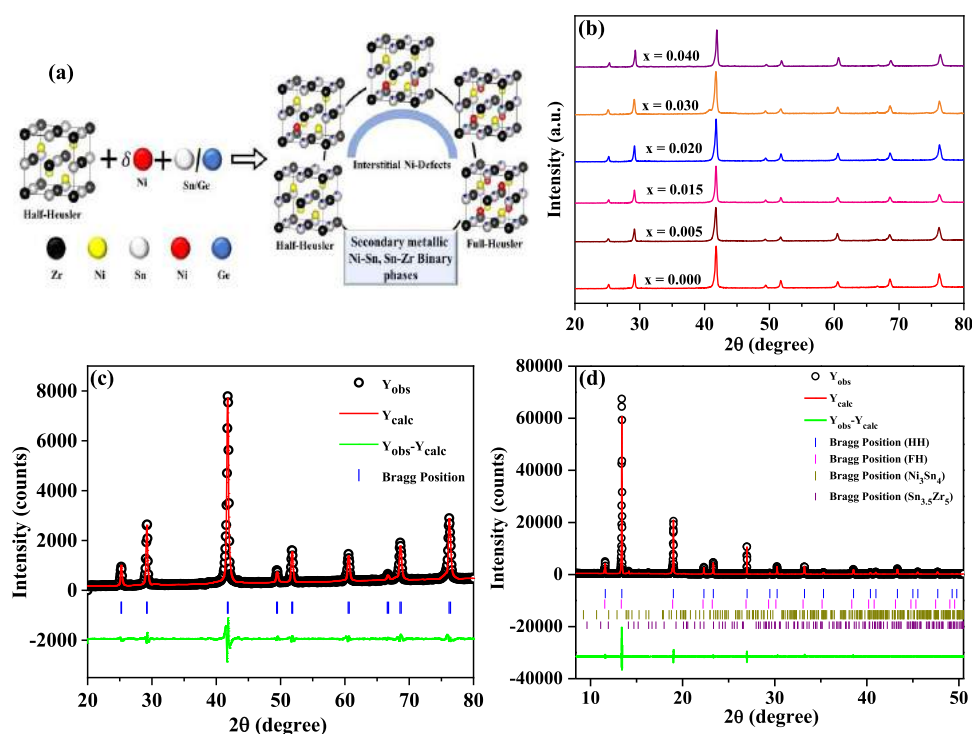 (a)
+ δ + / 
Ni
Sn/Ge
Half-Heusler
Zr
Ni
Sn
Ni
Ge
Interstitial Ni-Defects
Half-Heusler
Full-Heusler
Secondary metallic
Ni-Sn, Sn-Zr Binary
phases
(b)
Intensity (a.u.)
x = 0.040
x = 0.030
x = 0.020
x = 0.015
x = 0.005
x = 0.000
20 30 40 50 60 70 80
2θ (degree)
(c)
Intensity (counts)
8000
6000
4000
2000
0
-2000
Yobs
Ycalc
Yobs-Ycalc
Bragg Position
20 30 40 50 60 70 80
2θ (degree)
(d)
Intensity (counts)
80000
60000
40000
20000
0
-20000
-40000
Yobs
Ycalc
Yobs-Ycalc
Bragg Position (HH)
Bragg Position (FH)
Bragg Position (Ni3Sn4)
Bragg Position (Sn3.5Zr5)
10 20 30 40 50
2θ (degree)